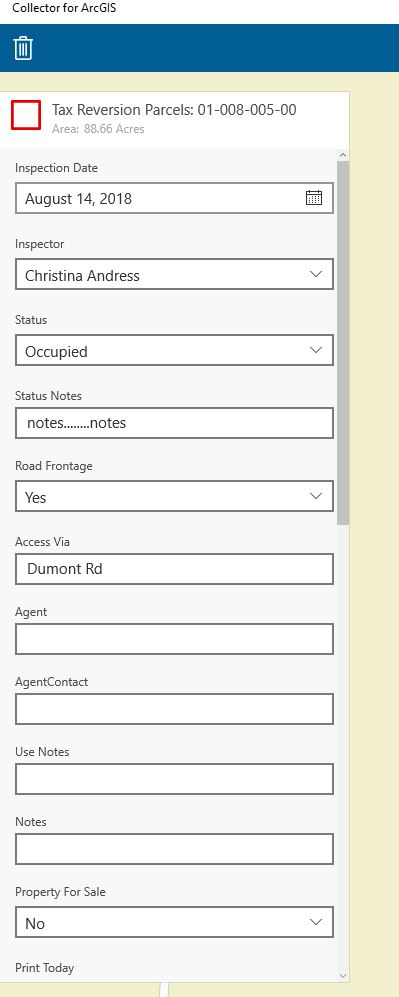 Collector for ArcGIS
Tax Reversion Parcels: 01-008-005-00
Area: 88.66 Acres
Inspection Date
August 14, 2018
Inspector
Christina Andress
Status
Occupied
Status Notes
notes........notes
Road Frontage
Yes
Access Via
Dumont Rd
Agent
AgentContact
Use Notes
Notes
Property For Sale
No
Print Today